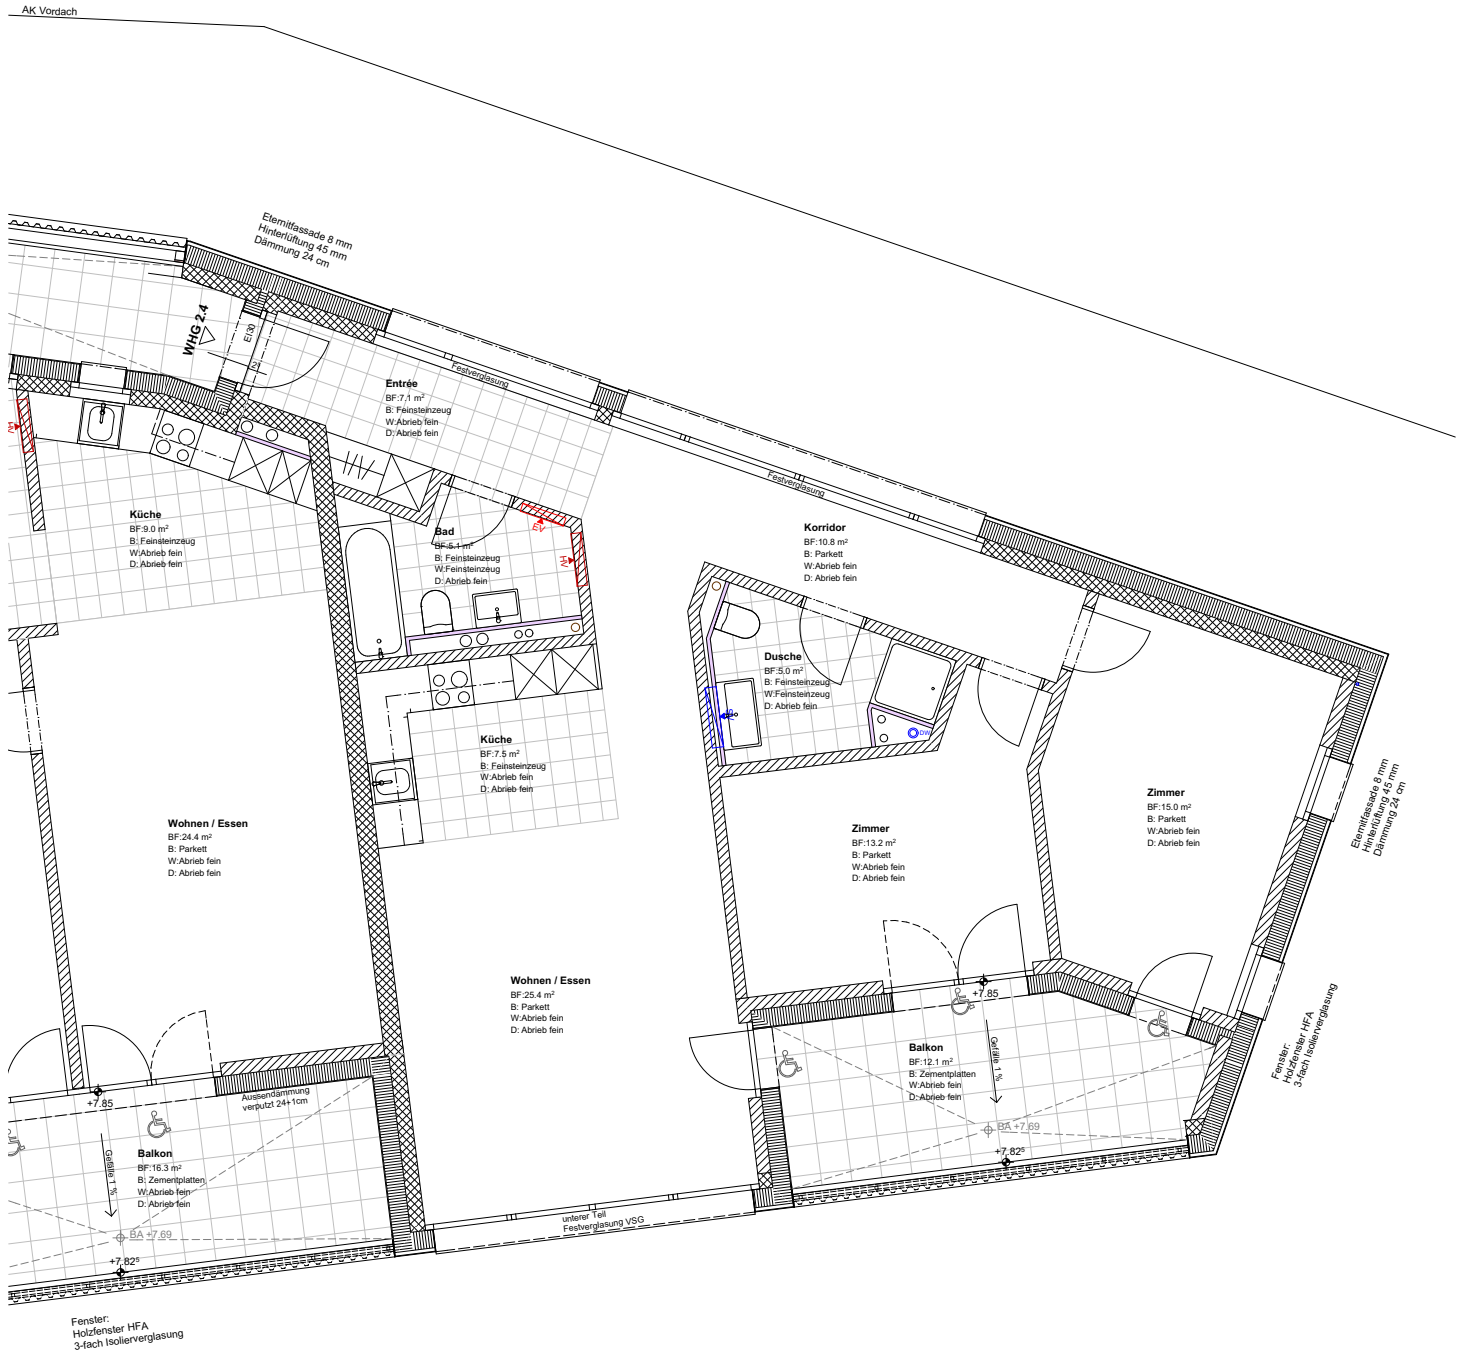 AK Vordach
Eternitfassade 8 mm
Hinterlüftung 45 mm
Dämmung 24 cm
WHG 2.4
EI30
21
Festverglasung
Entrée
BF:7.1 m²
B: Feinsteinzeug
W:Abrieb fein
D: Abrieb fein
Festverglasung
HV
Küche
BF:9.0 m²
B: Feinsteinzeug
W:Abrieb fein
D: Abrieb fein
Bad
BF:5.1 m²
B: Feinsteinzeug
W:Feinsteinzeug
D: Abrieb fein
EV
HV
Korridor
BF:10.8 m²
B: Parkett
W:Abrieb fein
D: Abrieb fein
Dusche
BF:5.0 m²
B: Feinsteinzeug
W:Feinsteinzeug
D: Abrieb fein
DW
Küche
BF:7.5 m²
B: Feinsteinzeug
W:Abrieb fein
D: Abrieb fein
Wohnen / Essen
BF:24.4 m²
B: Parkett
W:Abrieb fein
D: Abrieb fein
Zimmer
BF:13.2 m²
B: Parkett
W:Abrieb fein
D: Abrieb fein
Zimmer
BF:15.0 m²
B: Parkett
W:Abrieb fein
D: Abrieb fein
Eternitfassade 8 mm
Hinterlüftung 45 mm
Dämmung 24 cm
Wohnen / Essen
BF:25.4 m²
B: Parkett
W:Abrieb fein
D: Abrieb fein
+7.85
Gefälle 1 %
Balkon
BF:12.1 m²
B: Zementplatten
W:Abrieb fein
D: Abrieb fein
BA +7.69
+7.82⁵
Fenster:
Holzfenster HFA
3-fach Isolierverglasung
Aussendämmung
verputzt 24+1cm
+7.85
Gefälle 1 %
Balkon
BF:16.3 m²
B: Zementplatten
W:Abrieb fein
D: Abrieb fein
BA +7.69
+7.82⁵
unterer Teil
Festverglasung VSG
Fenster:
Holzfenster HFA
3-fach Isolierverglasung